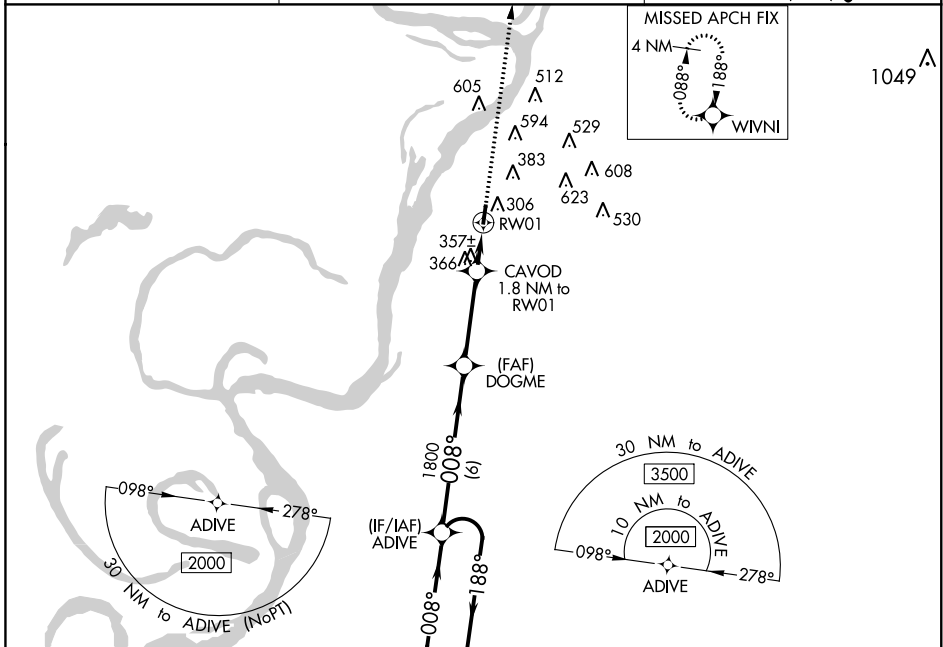 MISSED APCH FIX
4 NM
088°
188°
WIVNI
1049
605
512
594
529
383
608
623
306
530
RW01
357±
366
CAVOD
1.8 NM to
RW01
(FAF)
DOGME
1800
008°
(6)
30 NM to ADIVE
3500
10 NM to ADIVE
2000
098°
278°
ADIVE
098°
278°
ADIVE
2000
30 NM to ADIVE (NoPT)
(IF/IAF)
ADIVE
188°
008°